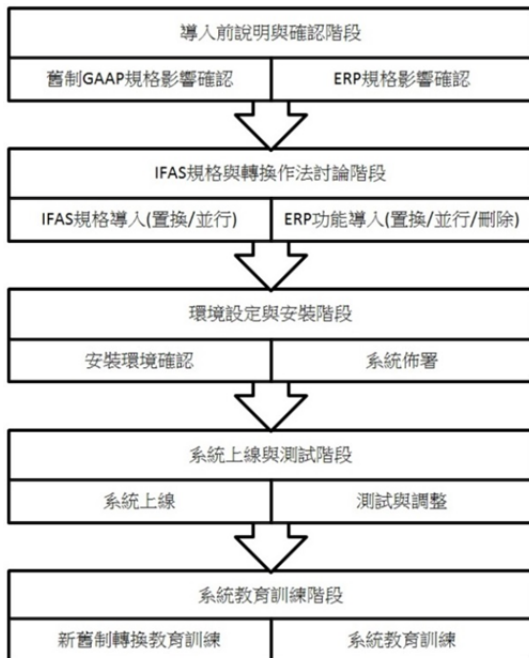 導入前說明與確認階段
舊制GAAP規格影響確認 ERP規格影響確認
IFAS規格與轉換作法討論階段
IFAS規格導入(置換/並行) ERP功能導入(置換/並行/刪除)
環境設定與安裝階段
安裝環境確認 系統佈署
系統上線與測試階段
系統上線 測試與調整
系統教育訓練階段
新舊制轉換教育訓練 系統教育訓練